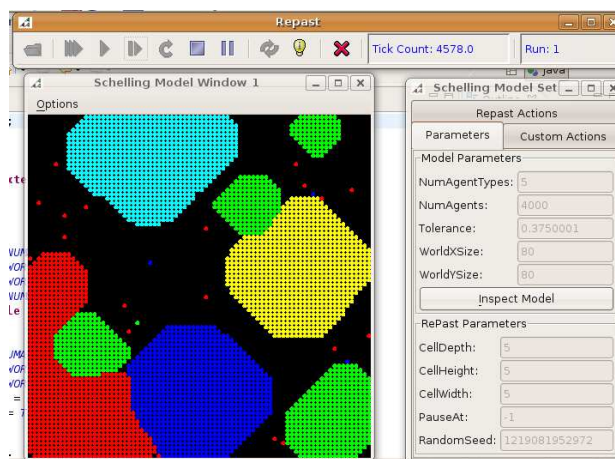 Repast
Tick Count: 4578.0
Run: 1
Java
Schelling Model Window 1
Options
Schelling Model Set
Repast Actions
Parameters
Custom Actions
Model Parameters
NumAgentTypes: 5
NumAgents: 4000
Tolerance: 0.3750001
WorldXSize: 80
WorldYSize: 80
Inspect Model
RePast Parameters
CellDepth: 5
CellHeight: 5
CellWidth: 5
PauseAt: -1
RandomSeed: 1219081952972